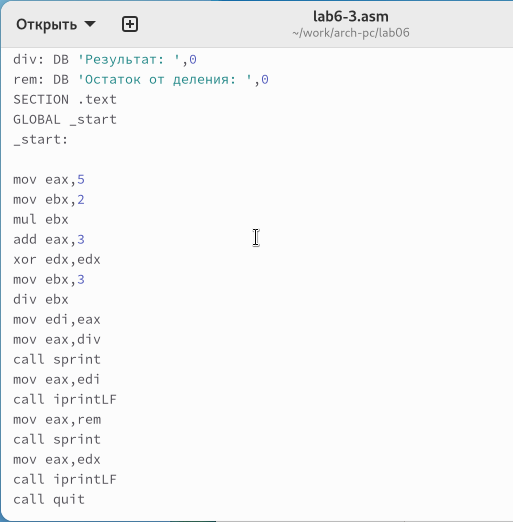 Открыть
lab6-3.asm
~/work/arch-pc/lab06
div: DB 'Результат: ',0
rem: DB 'Остаток от деления: ',0
SECTION .text
GLOBAL _start
_start:
mov eax,5
mov ebx,2
mul ebx
add eax,3
xor edx,edx
mov ebx,3
div ebx
mov edi,eax
mov eax,div
call sprint
mov eax,edi
call iprintLF
mov eax,rem
call sprint
mov eax,edx
call iprintLF
call quit